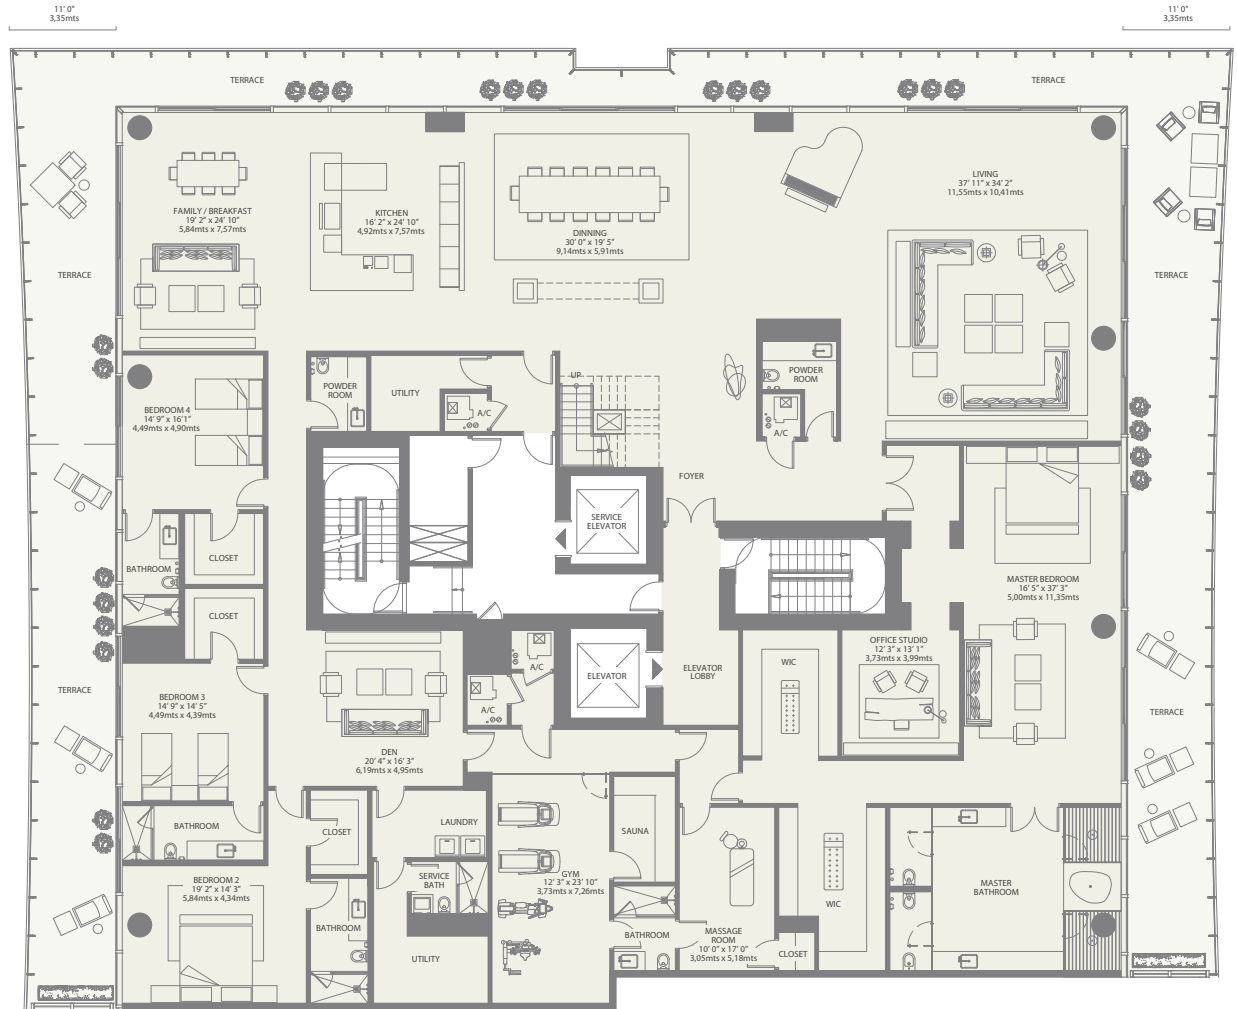 11' 0"
3,35mts
11' 0"
3,35mts
TERRACE
TERRACE
FAMILY / BREAKFAST
19' 2" x 24' 10"
5,84mts x 7,57mts
KITCHEN
16' 2" x 24' 10"
4,92mts x 7,57mts
DINNING
30' 0" x 19' 5"
9,14mts x 5,91mts
LIVING
37' 11" x 34' 2"
11,55mts x 10,41mts
TERRACE
TERRACE
POWDER
ROOM
UTILITY
A/C
UP
POWDER
ROOM
A/C
BEDROOM 4
14' 9" x 16'1"
4,49mts x 4,90mts
FOYER
SERVICE
ELEVATOR
BATHROOM
CLOSET
CLOSET
MASTER BEDROOM
16' 5" x 37' 3"
5,00mts x 11,35mts
OFFICE STUDIO
12' 3" x 13' 1"
3,73mts x 3,99mts
WIC
ELEVATOR
LOBBY
ELEVATOR
A/C
A/C
TERRACE
BEDROOM 3
14' 9" x 14' 5"
4,49mts x 4,39mts
TERRACE
DEN
20' 4" x 16' 3"
6,19mts x 4,95mts
BATHROOM
CLOSET
LAUNDRY
SAUNA
GYM
12' 3" x 23' 10"
3,73mts x 7,26mts
SERVICE
BATH
BEDROOM 2
19' 2" x 14' 3"
5,84mts x 4,34mts
MASTER
BATHROOM
WIC
BATHROOM
BATHROOM
MASSAGE
ROOM
10' 0" x 17' 0"
3,05mts x 5,18mts
CLOSET
UTILITY